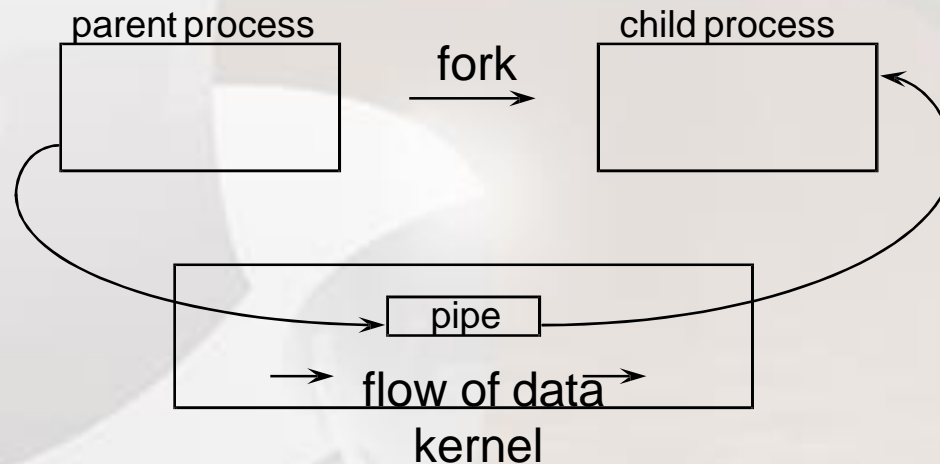 parent process
child process
fork
pipe
flow of data
kernel